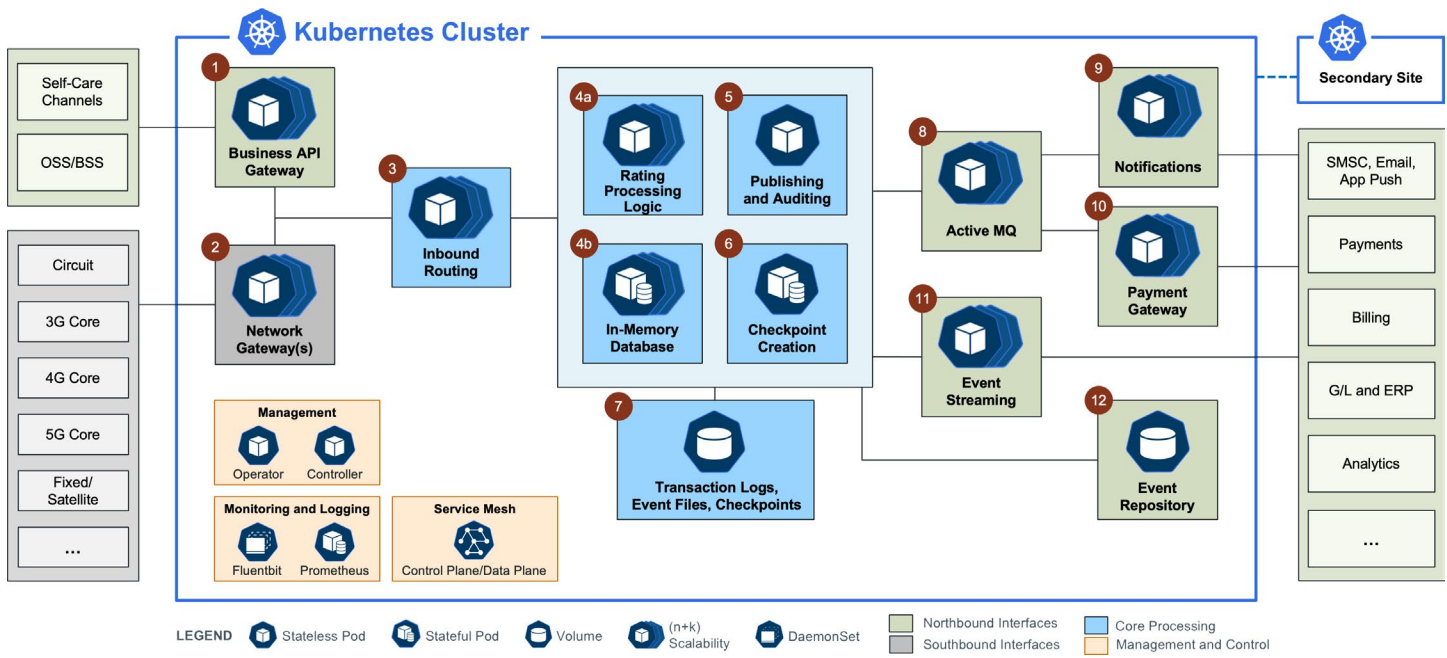 Kubernetes Cluster
Secondary Site
Self-Care
Channels
OSS/BSS
Circuit
3G Core
4G Core
5G Core
Fixed/
Satellite
...
1
Business API
Gateway
2
Network
Gateway(s)
3
Inbound
Routing
4a
Rating
Processing
Logic
5
Publishing
and Auditing
4b
In-Memory
Database
6
Checkpoint
Creation
7
Transaction Logs,
Event Files, Checkpoints
8
Active MQ
9
Notifications
10
Payment
Gateway
11
Event
Streaming
12
Event
Repository
SMSC, Email,
App Push
Payments
Billing
G/L and ERP
Analytics
...
Management
Operator
Controller
Monitoring and Logging
Fluentbit
Prometheus
Service Mesh
Control Plane/Data Plane
LEGEND
Stateless Pod
Stateful Pod
Volume
(n+k)
Scalability
DaemonSet
Northbound Interfaces
Southbound Interfaces
Core Processing
Management and Control